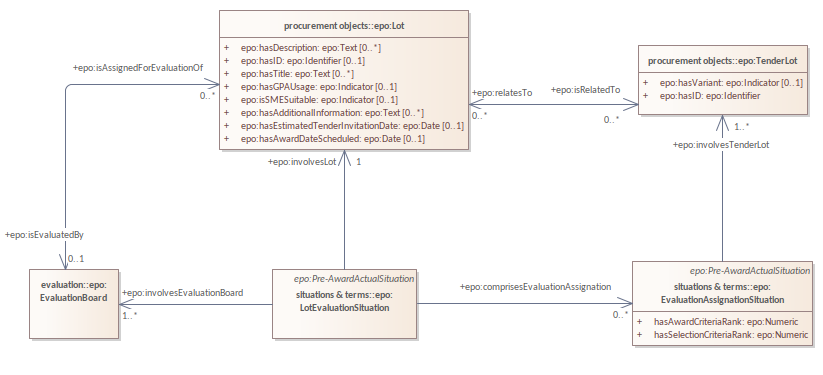 procurement objects::epo:Lot
+ epo:hasDescription: epo:Text [0..*]
+ epo:hasID: epo:Identifier [0..1]
+ epo:hasTitle: epo:Text [0..*]
+ epo:hasGPAUsage: epo:Indicator [0..1]
+ epo:isSMESuitable: epo:Indicator [0..1]
+ epo:hasAdditionalInformation: epo:Text [0..*]
+ epo:hasEstimatedTenderInvitationDate: epo:Date [0..1]
+ epo:hasAwardDateScheduled: epo:Date [0..1]
+epo:isAssignedForEvaluationOf
0..*
+epo:relatesTo
0..*
+epo:isRelatedTo
0..*
procurement objects::epo:TenderLot
+ epo:hasVariant: epo:Indicator [0..1]
+ epo:hasID: epo:Identifier
1..*
+epo:involvesTenderLot
+epo:involvesLot 1
+epo:isEvaluatedBy
0..1
evaluation::epo:
EvaluationBoard
+epo:involvesEvaluationBoard
1..*
epo:Pre-AwardActualSituation
situations & terms::epo:
LotEvaluationSituation
+epo:comprisesEvaluationAssignation
0..*
epo:Pre-AwardActualSituation
situations & terms::epo:
EvaluationAssignationSituation
+ hasAwardCriteriaRank: epo:Numeric
+ hasSelectionCriteriaRank: epo:Numeric